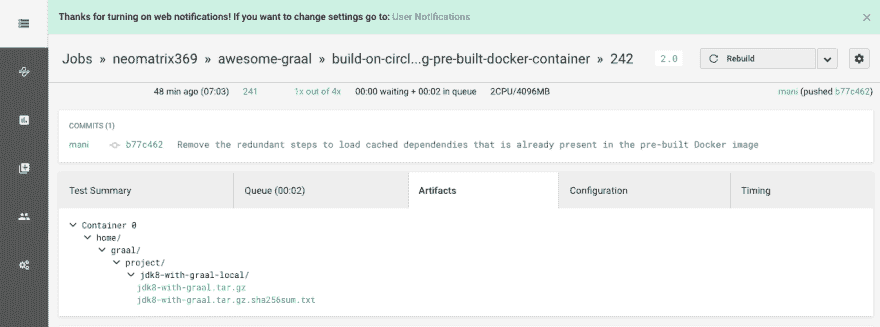 Thanks for turning on web notifications! If you want to change settings go to: User Notifications ×
Jobs » neomatrix369 » awesome-graal » build-on-circl...g-pre-built-docker-container » 242 2.0 Rebuild
48 min ago (07:03) 241 1x out of 4x 00:00 waiting + 00:02 in queue 2CPU/4096MB mani (pushed b77c462)
COMMITS (1)
mani b77c462 Remove the redundant steps to load cached dependencies that is already present in the pre-built Docker image
Test Summary Queue (00:02) Artifacts Configuration Timing
Container 0
home/
graal/
project/
jdk8-with-graal-local/
jdk8-with-graal.tar.gz
jdk8-with-graal.tar.gz.sha256sum.txt